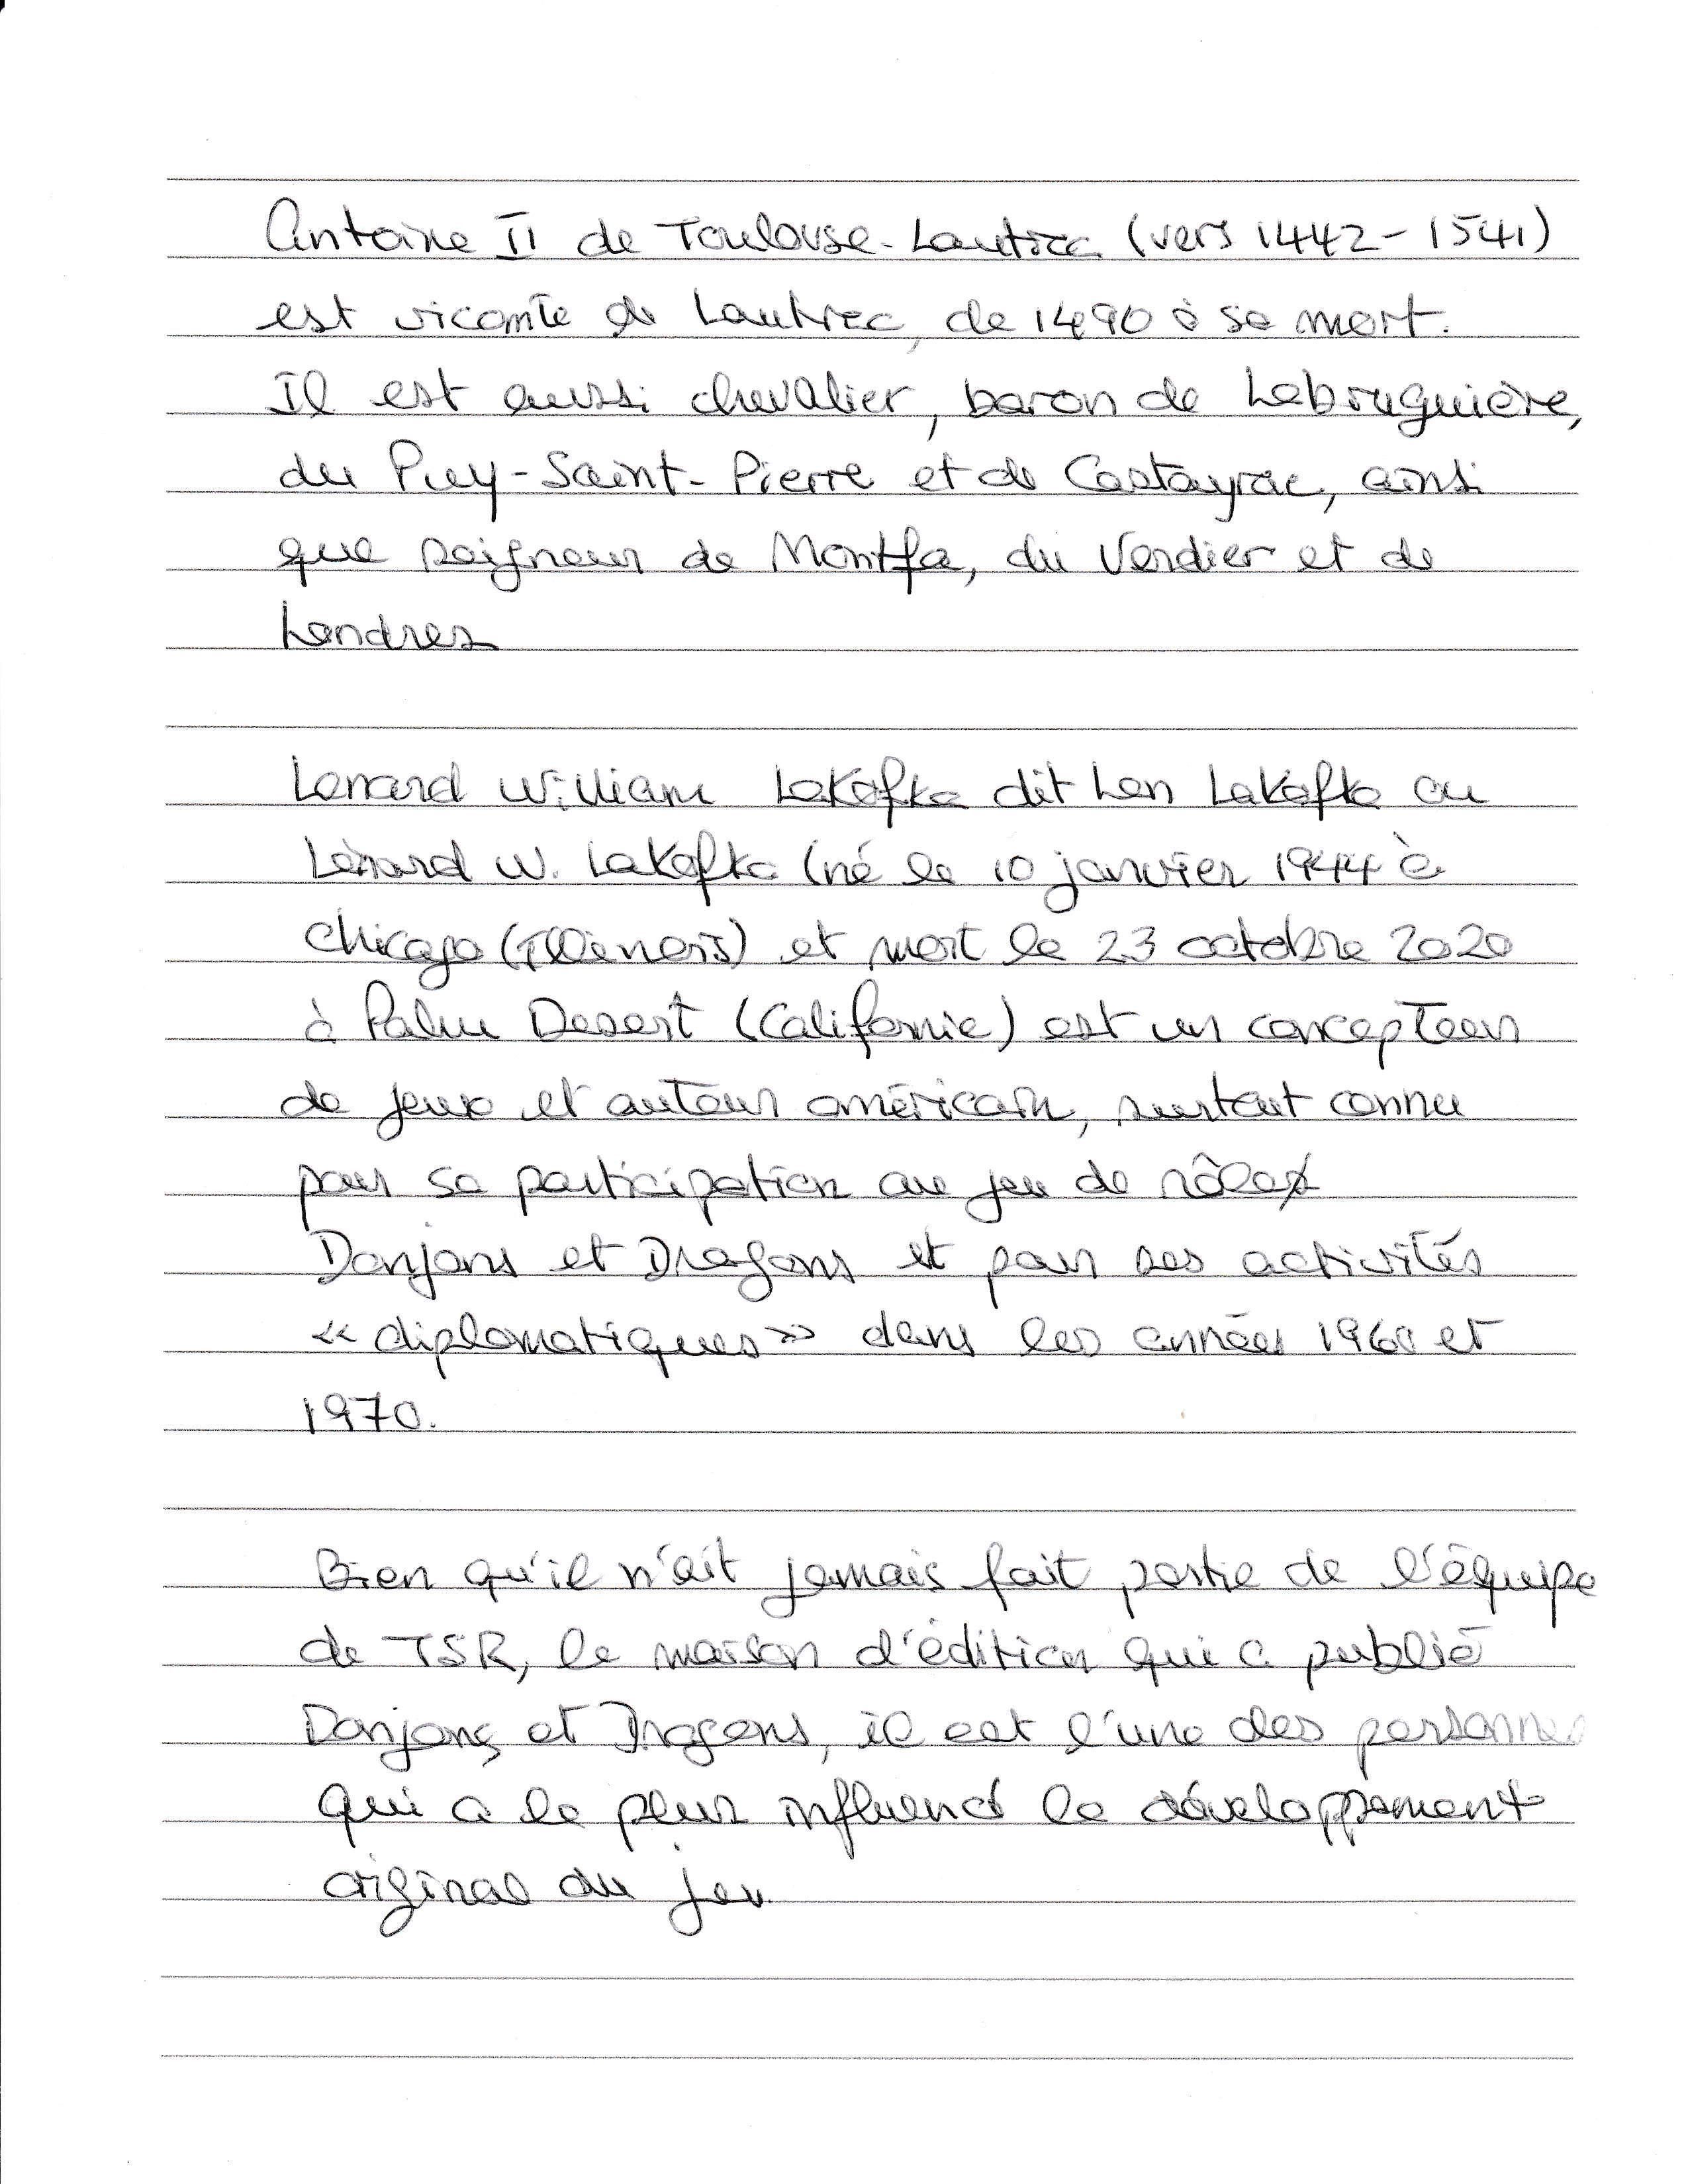 Antoine II de Toulouse-Lautrec (vers 1442-1541)
est vicomte de Lautrec, de 1490 à sa mort.
Il est aussi chevalier, baron de Labruguière,
du Puy-Saint-Pierre et de Castayrac, ainsi
que seigneur de Montfa, du Verdier et de
Landres
Lenard William Lakofka dit Len Lakofka ou
Lenard W. Lakofka (né le 10 janvier 1944 à
Chicago (Illinois) et mort le 23 octobre 2020
à Palm Desert (Californie) est un concepteur
de jeux et auteur américain, surtout connu
pour sa participation au jeu de rôle
Donjons et Dragons et pour ses activités
«diplomatiques» dans les années 1960 et
1970.
Bien qu'il n'ait jamais fait partie de l'équipe
de TSR, la maison d'édition qui a publié
Donjons et Dragons, il est l'une des personnes
qui a le plus influencé le développement
original du jeu.